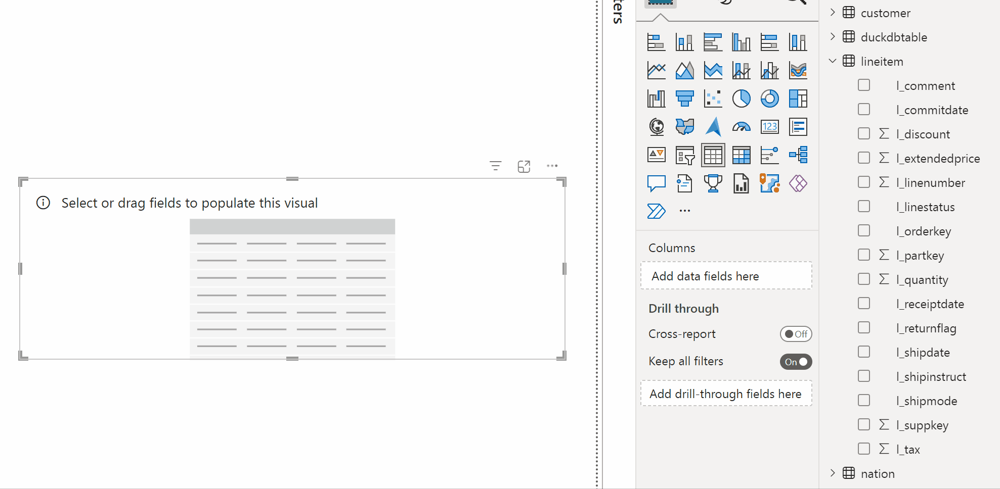 Select or drag fields to populate this visual
ters
123
Columns
Add data fields here
Drill through
Cross-report
Off
Keep all filters
On
Add drill-through fields here
customer
duckdbtable
lineitem
l_comment
l_commitdate
∑ l_discount
∑ l_extendedprice
∑ l_linenumber
l_linestatus
l_orderkey
∑ l_partkey
∑ l_quantity
l_receiptdate
l_returnflag
l_shipdate
l_shipinstruct
l_shipmode
∑ l_suppkey
∑ l_tax
nation